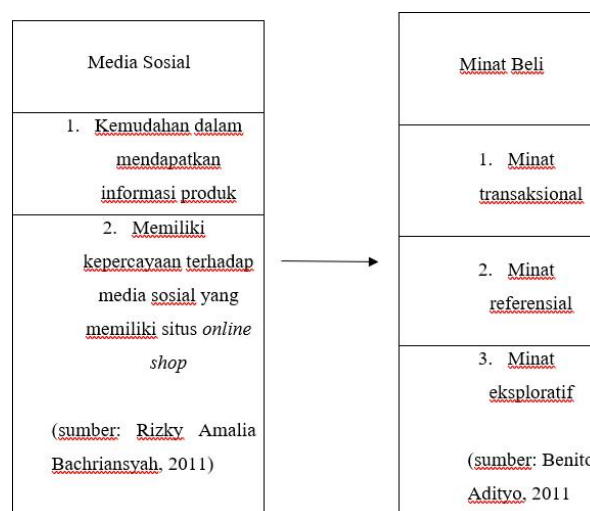 Media Sosial
1. Kemudahan dalam
mendapatkan
informasi produk
2. Memiliki
kepercayaan terhadap
media sosial yang
memiliki situs online
shop
(sumber: Rizky Amalia
Bachriansyah, 2011)
Minat Beli
1. Minat
transaksional
2. Minat
referensial
3. Minat
eksploratif
(sumber: Benito
Adityo, 2011